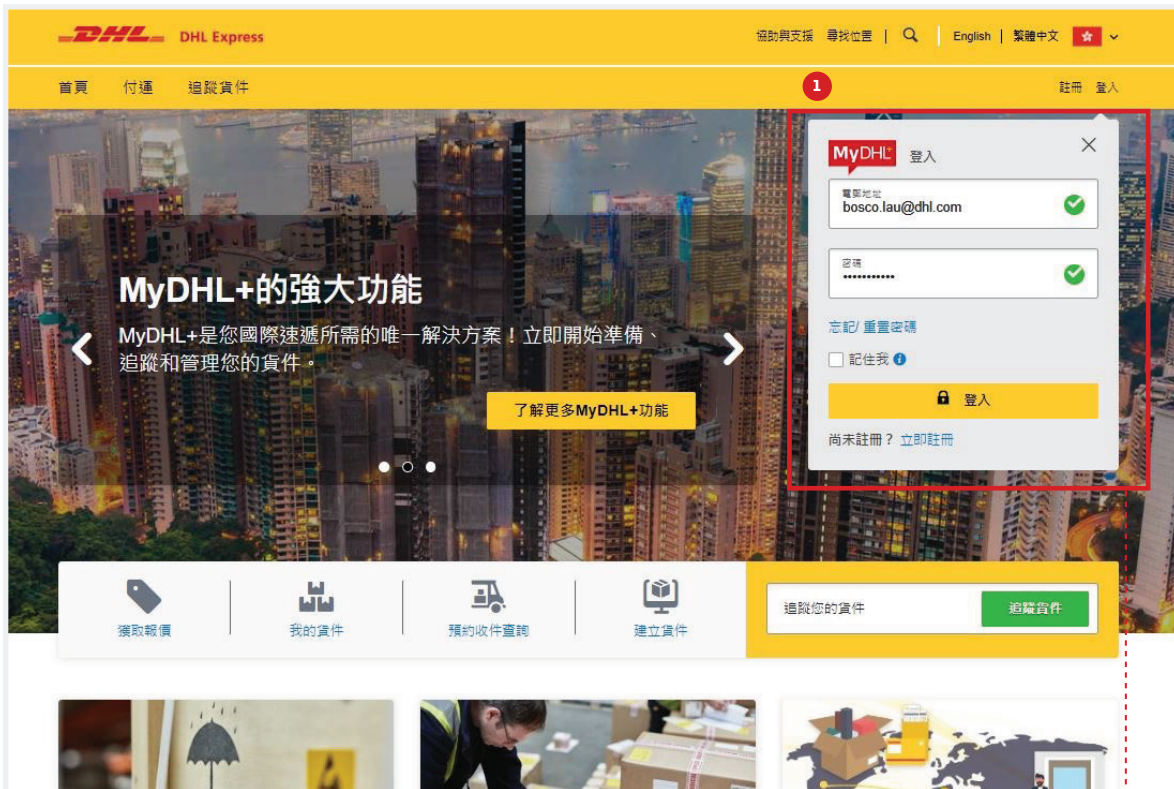 DHL DHL Express
協助與支援 尋找位置 | English | 繁體中文
首頁 付運 追蹤貨件
1
註冊 登入
MyDHL+ 登入
電郵地址
bosco.lau@dhl.com
密碼
•••••••••••
忘記/ 重置密碼
記住我 i
登入
尚未註冊？ 立即註冊
MyDHL+的強大功能
MyDHL+是您國際速遞所需的唯一解決方案！立即開始準備、
追蹤和管理您的貨件。
了解更多MyDHL+功能
獲取報價
我的貨件
預約收件查詢
建立貨件
追蹤您的貨件
追蹤貨件